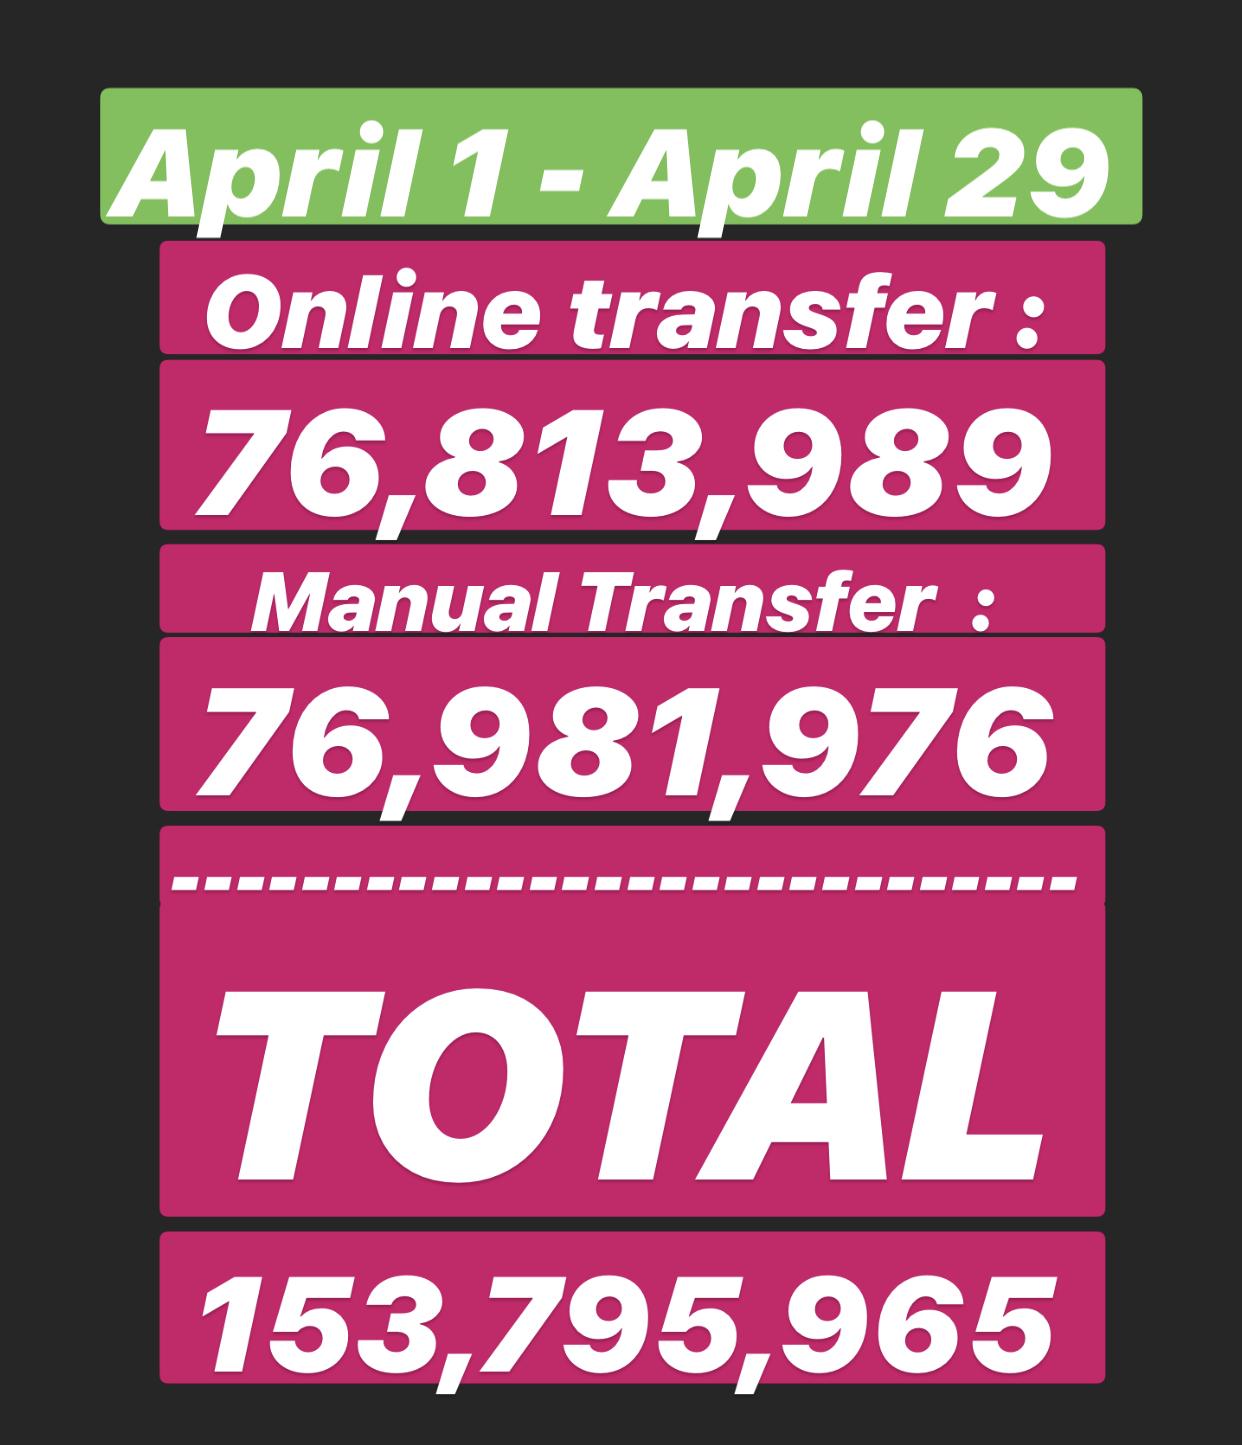 April 1 - April 29
Online transfer :
76,813,989
Manual Transfer :
76,981,976
----------------------------
TOTAL
153,795,965